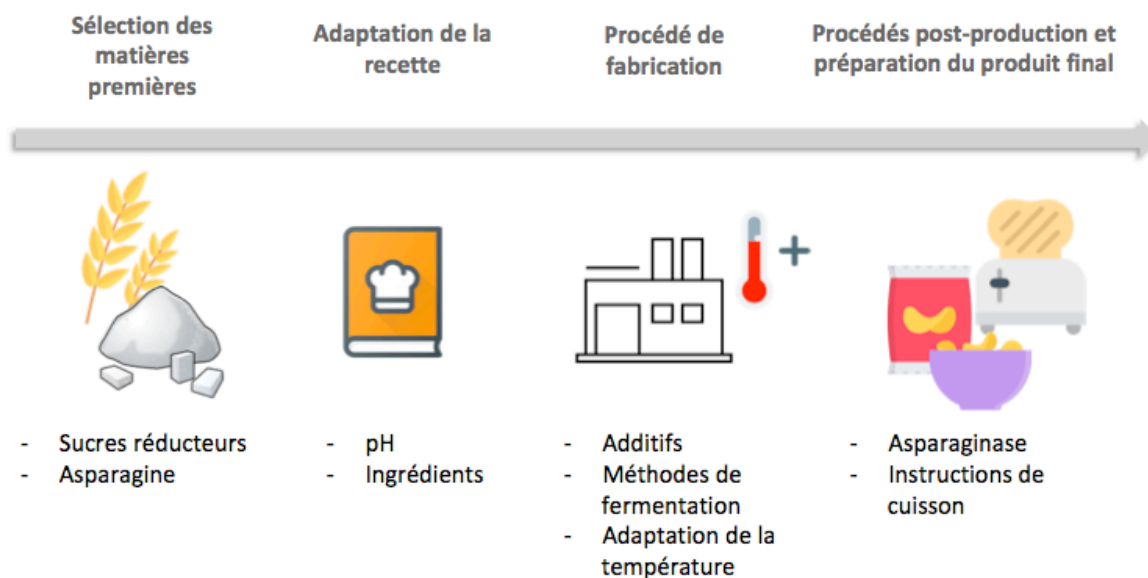 Sélection des
matières
premières
Adaptation de la
recette
Procédé de
fabrication
Procédés post-production et
préparation du produit final
- Sucres réducteurs
- Asparagine
- pH
- Ingrédients
- Additifs
- Méthodes de
fermentation
- Adaptation de la
température
- Asparaginase
- Instructions de
cuisson